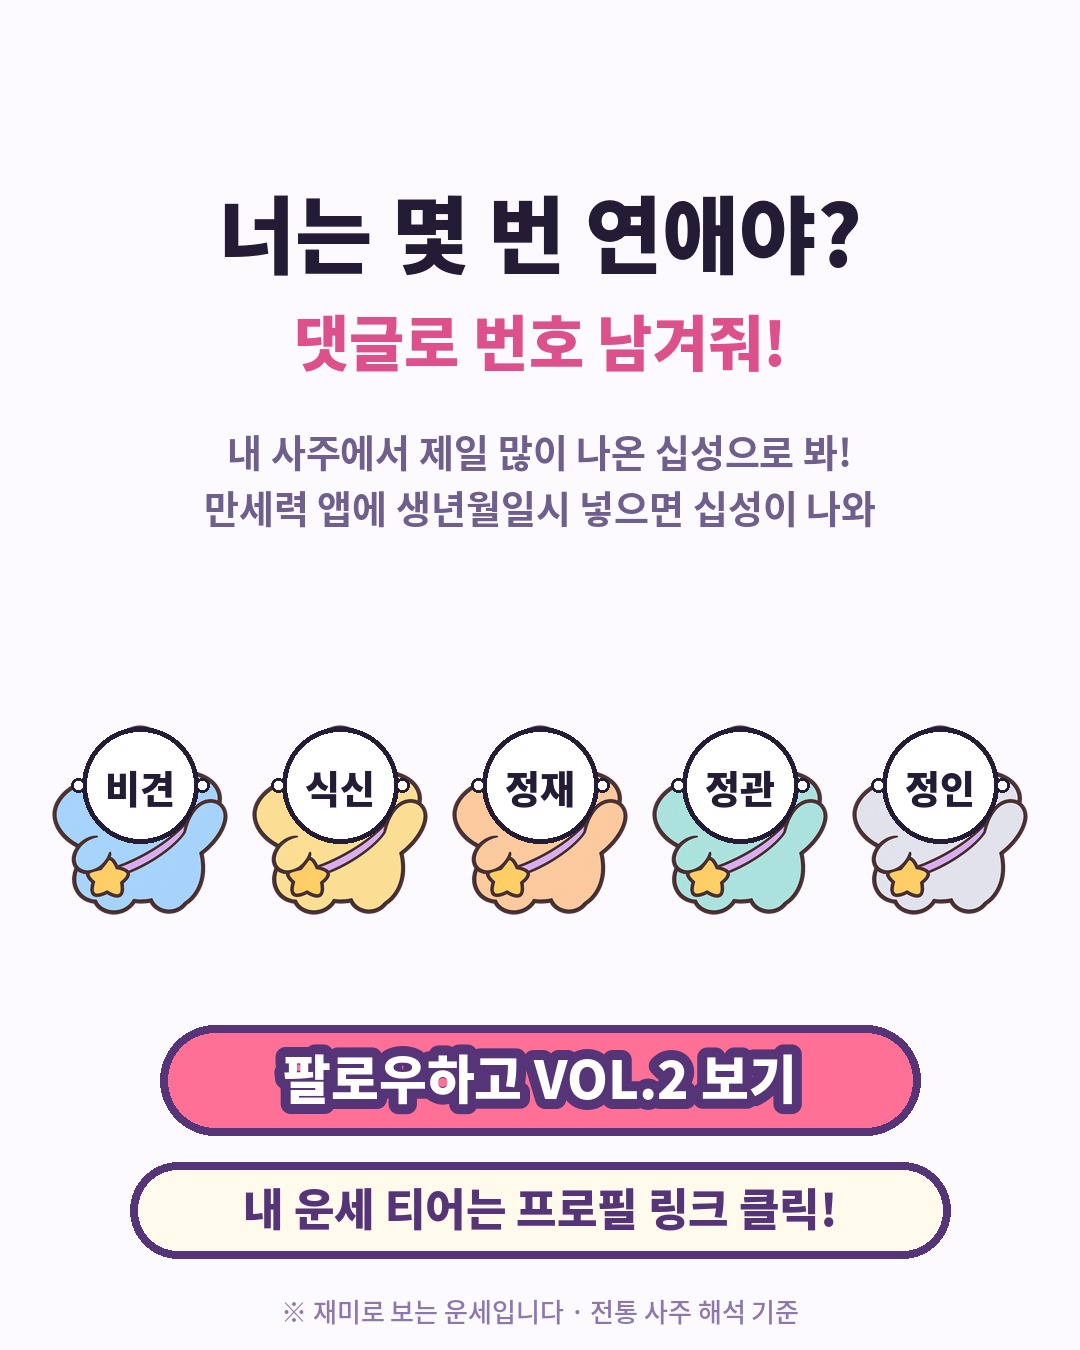 너는 몇 번 연애야?
댓글로 번호 남겨줘!
내 사주에서 제일 많이 나온 십성으로 봐!
만세력 앱에 생년월일시 넣으면 십성이 나와
비견 식신 정재 정관 정인
팔로우하고 VOL.2 보기
내 운세 티어는 프로필 링크 클릭!
※ 재미로 보는 운세입니다 · 전통 사주 해석 기준